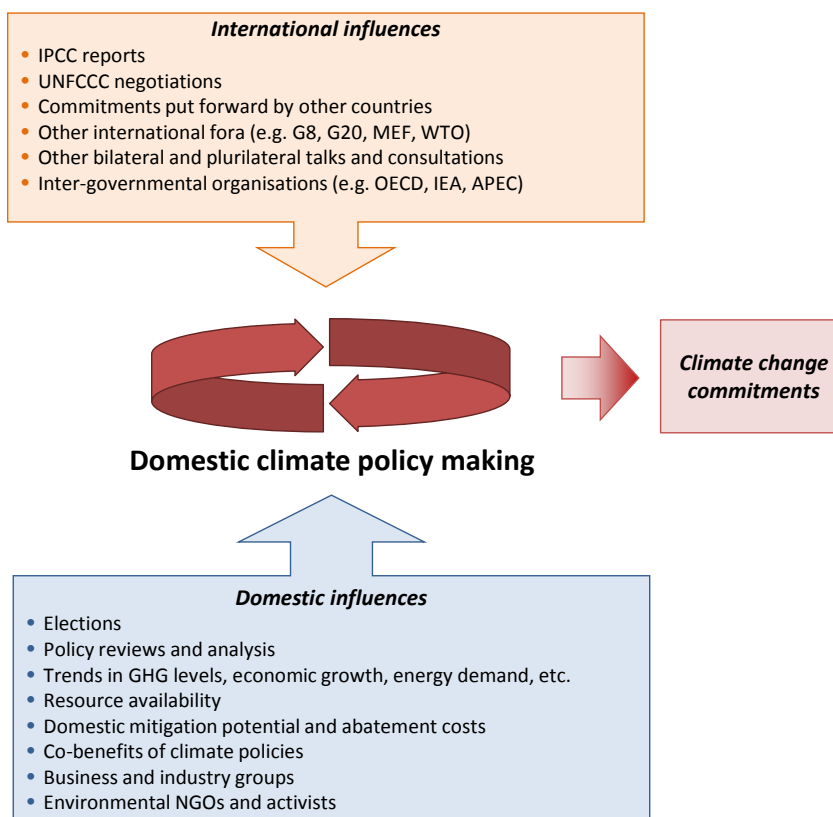 International influences
• IPCC reports
• UNFCCC negotiations
• Commitments put forward by other countries
• Other international fora (e.g. G8, G20, MEF, WTO)
• Other bilateral and plurilateral talks and consultations
• Inter-governmental organisations (e.g. OECD, IEA, APEC)
Climate change
commitments
Domestic climate policy making
Domestic influences
• Elections
• Policy reviews and analysis
• Trends in GHG levels, economic growth, energy demand, etc.
• Resource availability
• Domestic mitigation potential and abatement costs
• Co-benefits of climate policies
• Business and industry groups
• Environmental NGOs and activists